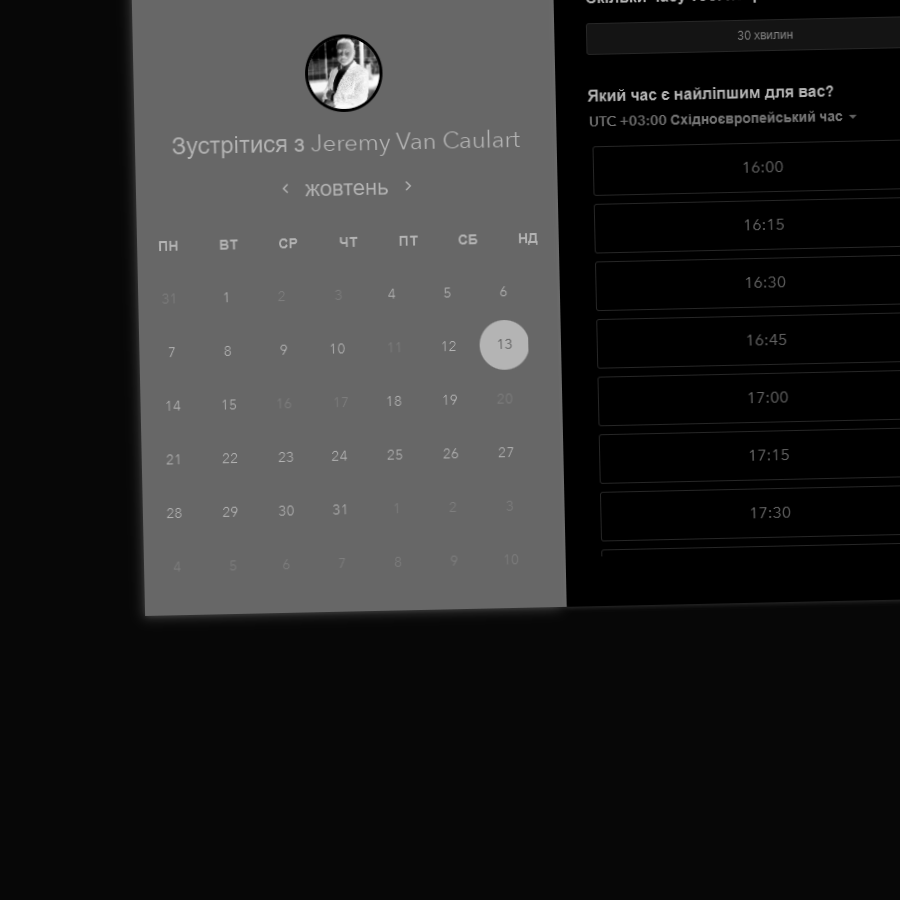 Зустрітися з Jeremy Van Caulart
жовтень
ПН ВТ СР ЧТ ПТ СБ НД
31 1 2 3 4 5 6
7 8 9 10 11 12 13
14 15 16 17 18 19 20
21 22 23 24 25 26 27
28 29 30 31 1 2 3
4 5 6 7 8 9 10
30 хвилин
Який час є найліпшим для вас?
UTC +03:00 Східноєвропейський час
16:00
16:15
16:30
16:45
17:00
17:15
17:30